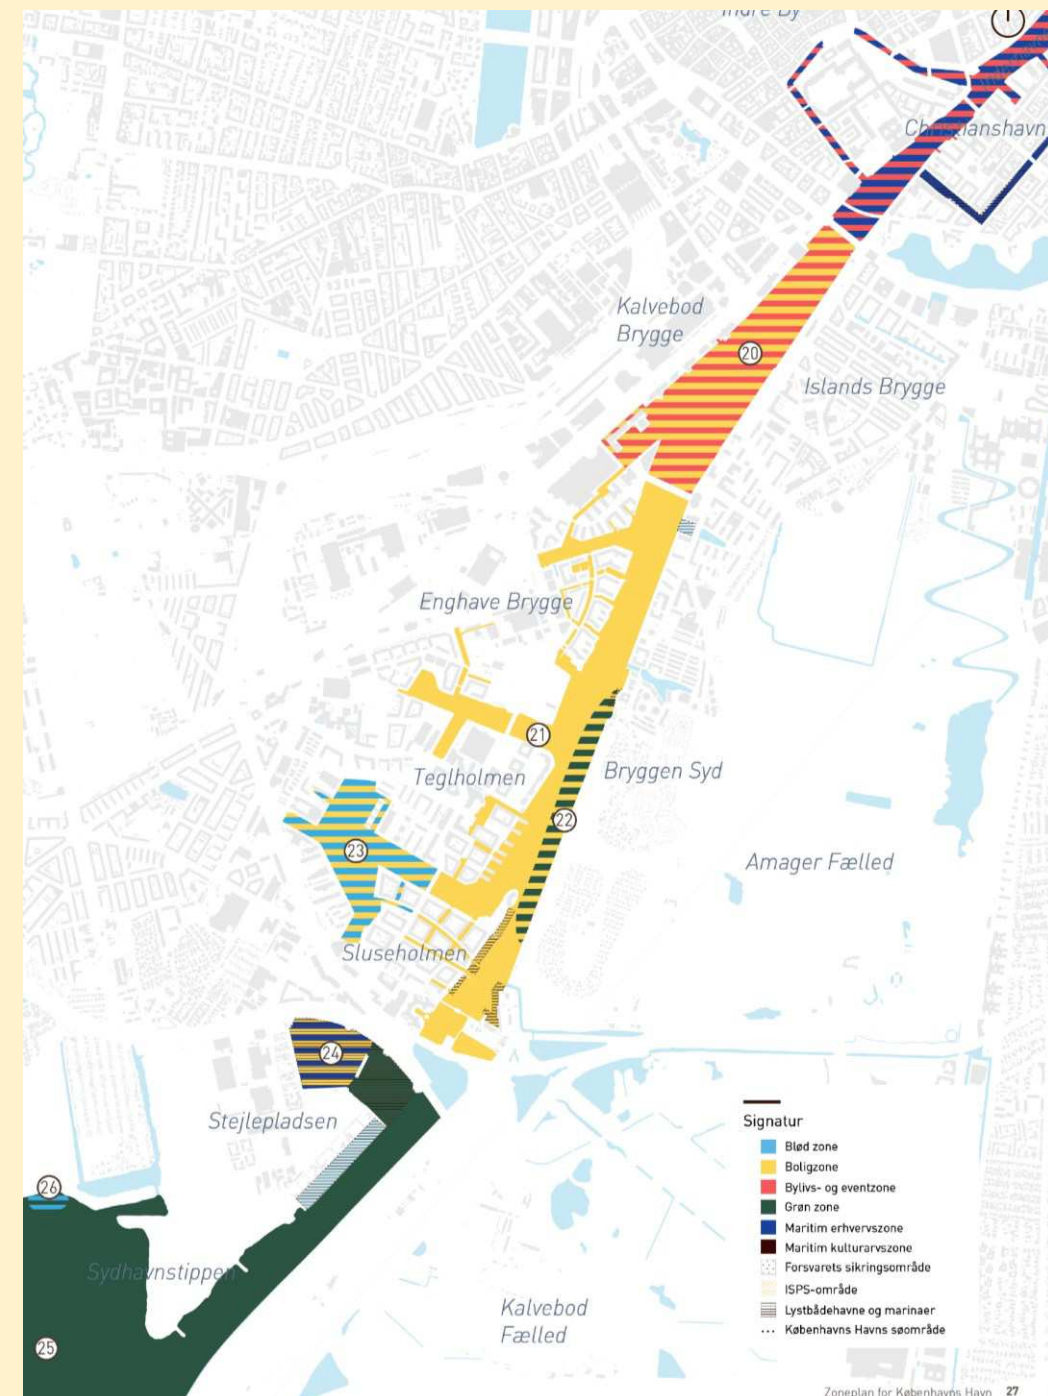 Indre By
Christianshavn
Kalvebod
Brygge
20
Islands Brygge
Enghave Brygge
21
Teglholmen
Bryggen Syd
22
23
Amager Fælled
Sluseholmen
24
Stejlepladsen
26
Sydhavnstippen
25
Kalvebod
Fælled
Signatur
Blød zone
Boligzone
Bylivs- og eventzone
Grøn zone
Maritim erhvervszone
Maritim kulturarvszone
Forsvarets sikringsområde
ISPS-område
Lystbådehavne og marinaer
Københavns Havns søområde
Zoneplan for Københavns Havn 27